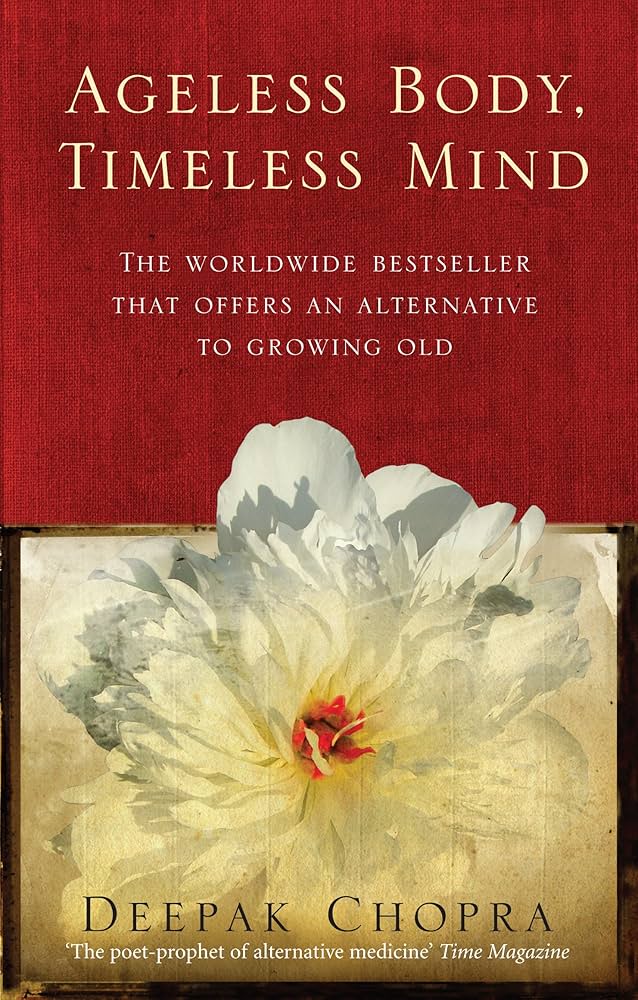 AGELESS BODY,
TIMELESS MIND
THE WORLDWIDE BESTSELLER
THAT OFFERS AN ALTERNATIVE
TO GROWING OLD
DEEPAK CHOPRA
‘The poet-prophet of alternative medicine’ Time Magazine